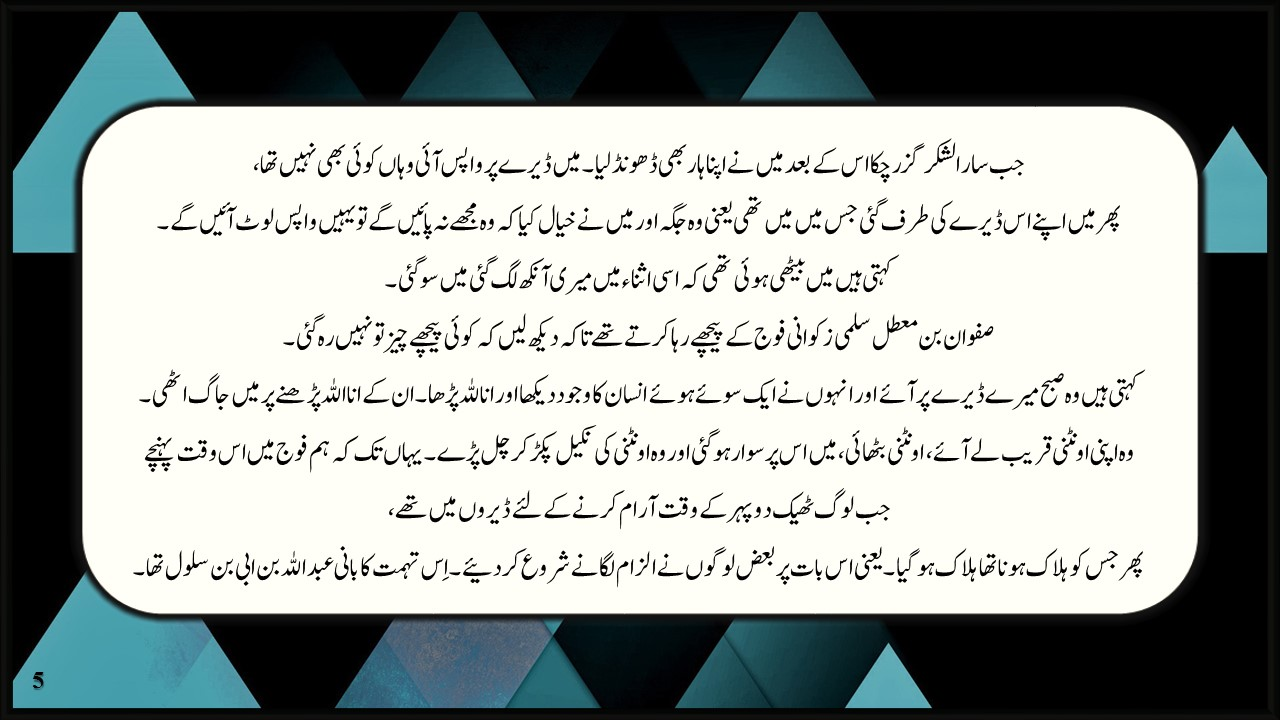 جب سارا لشکر گزر چکا اس کے بعد میں نے اپنا ہار بھی ڈھونڈ لیا۔ میں ڈیرے پر واپس آئی وہاں کوئی بھی نہیں تھا،
پھر میں اپنے اس ڈیرے کی طرف گئی جس میں میں تھی یعنی وہ جگہ اور میں نے خیال کیا کہ وہ مجھے نہ پائیں گے تو یہیں واپس لوٹ آئیں گے ۔
کہتی ہیں میں بیٹھی ہوئی تھی کہ اسی اثناء میں میری آنکھ لگ گئی میں سو گئی۔
صفوان بن معطل سلمی زکوانی فوج کے پیچھے رہا کرتے تھے تاکہ دیکھ لیں کہ کوئی پیچھے چیز تو نہیں رہ گئی۔
کہتی ہیں وہ صبح میرے ڈیرے پر آئے اور انہوں نے ایک سوئے ہوئے انسان کا وجود دیکھا اور اناللہ پڑھا۔ ان کے اناللہ پڑھنے پر میں جاگ اٹھی۔
وہ اپنی اونٹنی قریب لے آئے، اونٹنی بٹھائی، میں اس پر سوار ہو گئی اور وہ اونٹنی کی نکیل پکڑ کر چل پڑے۔ یہاں تک کہ ہم فوج میں اس وقت پہنچے
جب لوگ ٹھیک دوپہر کے وقت آرام کرنے کے لئے ڈیروں میں تھے،
پھر جس کو ہلاک ہونا تھا ہلاک ہو گیا۔ یعنی اس بات پر بعض لوگوں نے الزام لگانے شروع کر دیئے۔ اِس تہمت کا بانی عبداللہ بن ابی بن سلول تھا۔
5